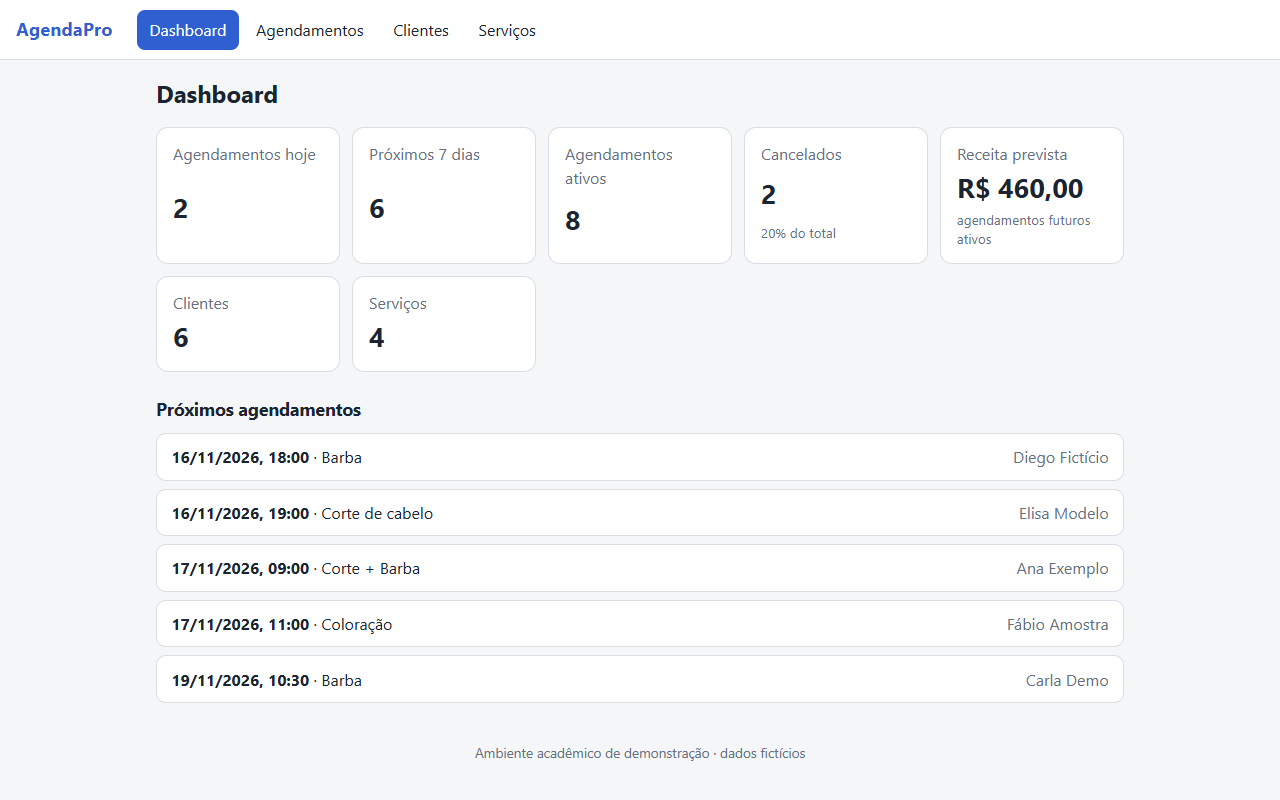 AgendaPro Dashboard Agendamentos Clientes Serviços
Dashboard
Agendamentos hoje
2
Próximos 7 dias
6
Agendamentos
ativos
8
Cancelados
2
20% do total
Receita prevista
R$ 460,00
agendamentos futuros
ativos
Clientes
6
Serviços
4
Próximos agendamentos
16/11/2026, 18:00 · Barba Diego Fictício
16/11/2026, 19:00 · Corte de cabelo Elisa Modelo
17/11/2026, 09:00 · Corte + Barba Ana Exemplo
17/11/2026, 11:00 · Coloração Fábio Amostra
19/11/2026, 10:30 · Barba Carla Demo
Ambiente acadêmico de demonstração · dados fictícios